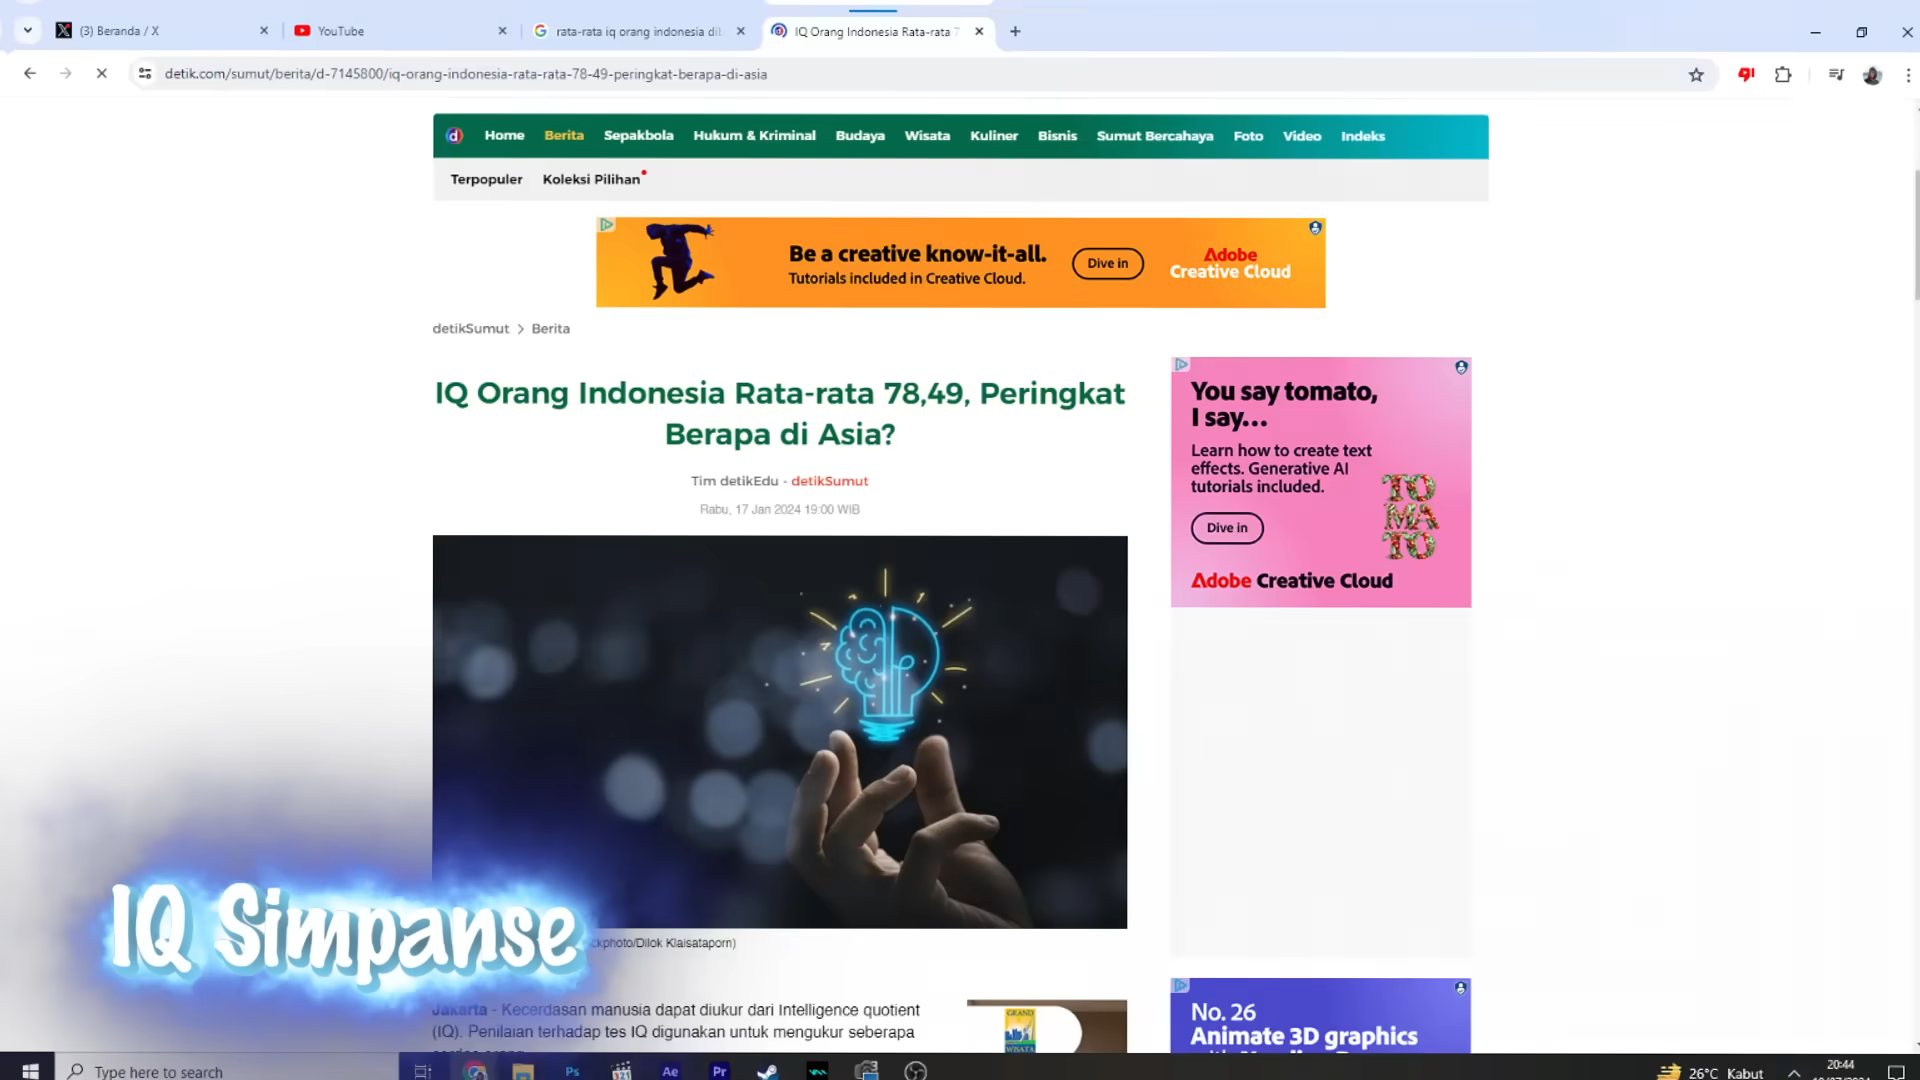 (3) Beranda / X
YouTube
rata-rata iq orang indonesia di
IQ Orang Indonesia Rata-rata 7
detik.com/sumut/berita/d-7145800/iq-orang-indonesia-rata-rata-78-49-peringkat-berapa-di-asia
Home Berita Sepakbola Hukum & Kriminal Budaya Wisata Kuliner Bisnis Sumut Bercahaya Foto Video Indeks
Terpopuler Koleksi Pilihan
Be a creative know-it-all.
Tutorials included in Creative Cloud.
Dive in
Adobe
Creative Cloud
detikSumut > Berita
IQ Orang Indonesia Rata-rata 78,49, Peringkat
Berapa di Asia?
Tim detikEdu - detikSumut
Rabu, 17 Jan 2024 19:00 WIB
You say tomato,
I say...
Learn how to create text
effects. Generative AI
tutorials included.
TO
MA
TO
Dive in
Adobe Creative Cloud
IQ Simpanse
ckphoto/Dilok Klaisataporn)
Jakarta - Kecerdasan manusia dapat diukur dari Intelligence quotient
(IQ). Penilaian terhadap tes IQ digunakan untuk mengukur seberapa
GRAND
WISATA
No. 26
Animate 3D graphics
Type here to search
Ps
Ae
Pr
26°C Kabut
20:44